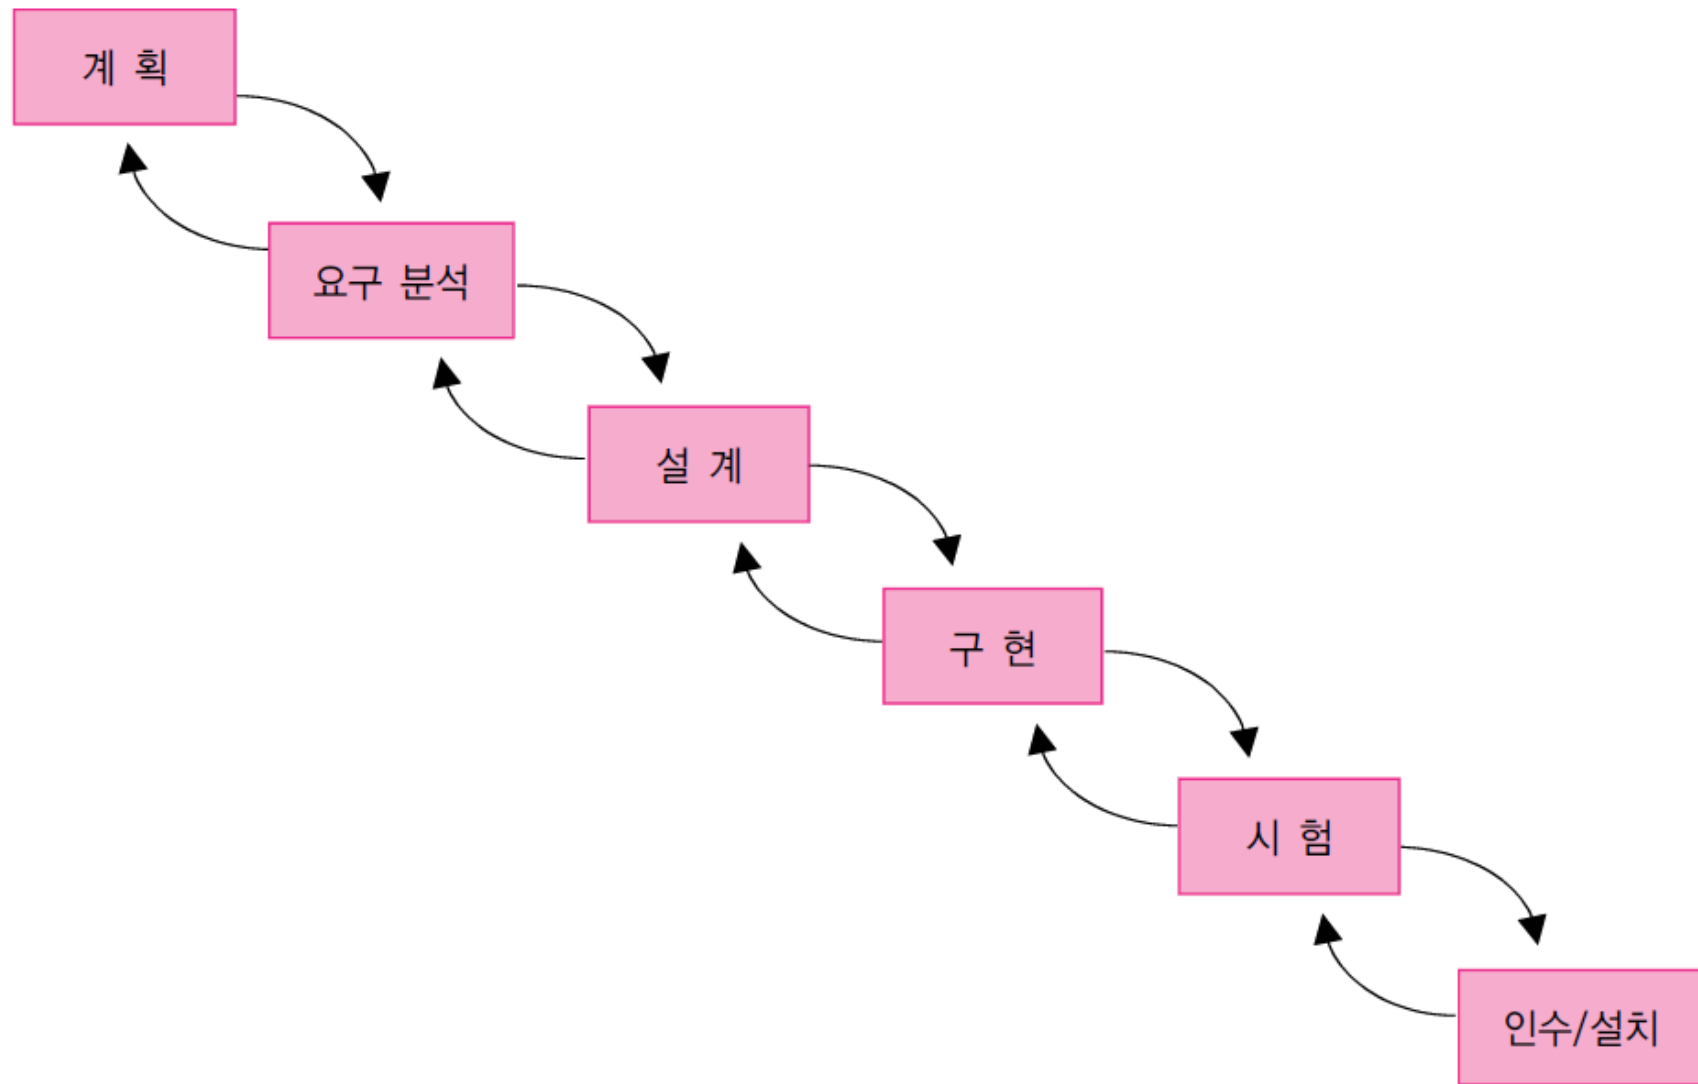 계 획
요구 분석
설 계
구 현
시 험
인수/설치